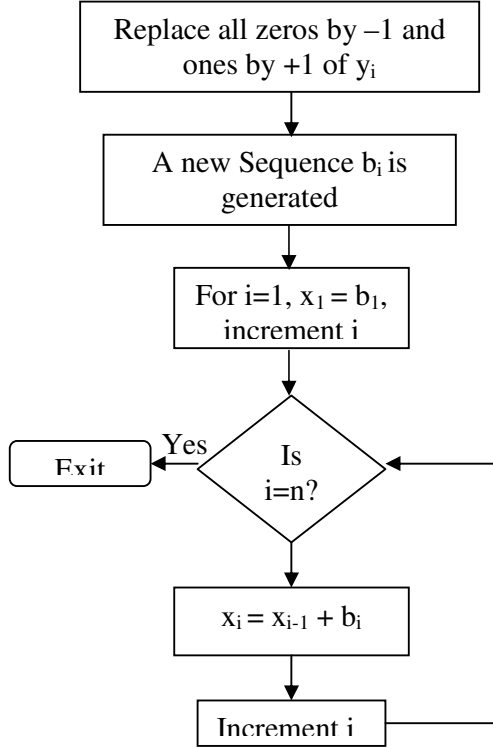 Replace all zeros by –1 and
ones by +1 of yi
A new Sequence bi is
generated
For i=1, x1 = b1,
increment i
Is
i=n?
Yes
Exit
xi = xi-1 + bi
Increment i